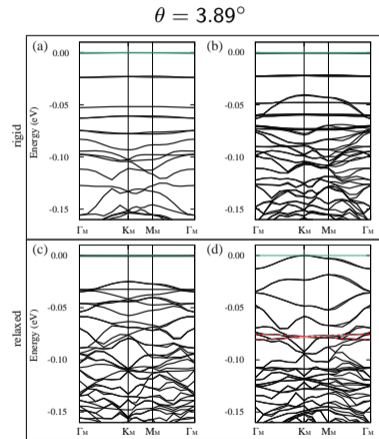 θ = 3.89°
(a) (b)
rigid
Energy (eV)
0.00 0.00
-0.05 -0.05
-0.10 -0.10
-0.15 -0.15
ΓM KM MM ΓM ΓM KM MM ΓM
(c) (d)
relaxed
Energy (eV)
0.00 0.00
-0.05 -0.05
-0.10 -0.10
-0.15 -0.15
ΓM KM MM ΓM ΓM KM MM ΓM